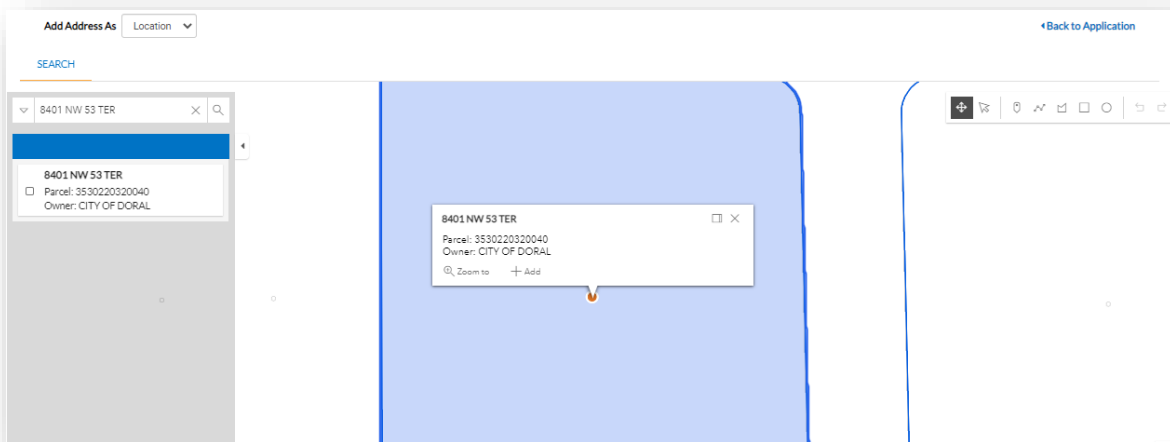 Add Address As Location
Back to Application
SEARCH
8401 NW 53 TER
8401 NW 53 TER
Parcel: 3530220320040
Owner: CITY OF DORAL
8401 NW 53 TER
Parcel: 3530220320040
Owner: CITY OF DORAL
Zoom to Add